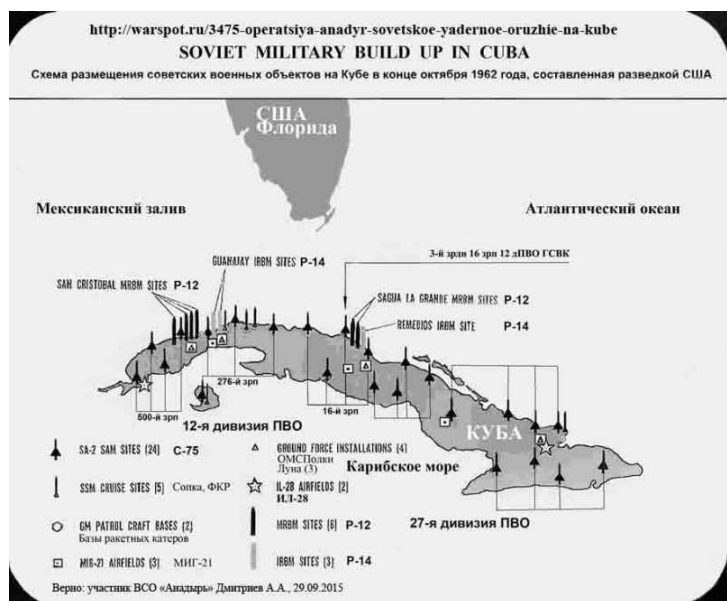 http://warspot.ru/3475-operatsiya-anadyr-sovetskoe-yadernoe-oruzhie-na-kube
SOVIET MILITARY BUILD UP IN CUBA
Схема размещения советских военных объектов на Кубе в конце октября 1962 года, составленная разведкой США
США
Флорида
Мексиканский залив
Атлантический океан
3-й зрдн 16 зрп 12 дПВО ГСВК
GUANAJAY IRBM SITES Р-14
SAN CRISTOBAL MRBM SITES Р-12
SAGUA LA GRANDE MRBM SITES Р-12
REMEDIOS IRBM SITE Р-14
276-й зрп
500-й зрп
16-й зрп
12-я дивизия ПВО
КУБА
SA-2 SAM SITES (24) С-75
SSM CRUISE SITES (5) Сопка, ФКР
GM PATROL CRAFT BASES (2)
Базы ракетных катеров
MIG-21 AIRFIELDS (3) МИГ-21
GROUND FORCE INSTALLATIONS (4)
ОМСПолки
Луна (3)
Карибское море
IL-28 AIRFIELDS (2)
ИЛ-28
MRBM SITES (6) Р-12
IRBM SITES (3) Р-14
27-я дивизия ПВО
Верно: участник ВСО «Анадырь» Дмитриев А.А., 29.09.2015